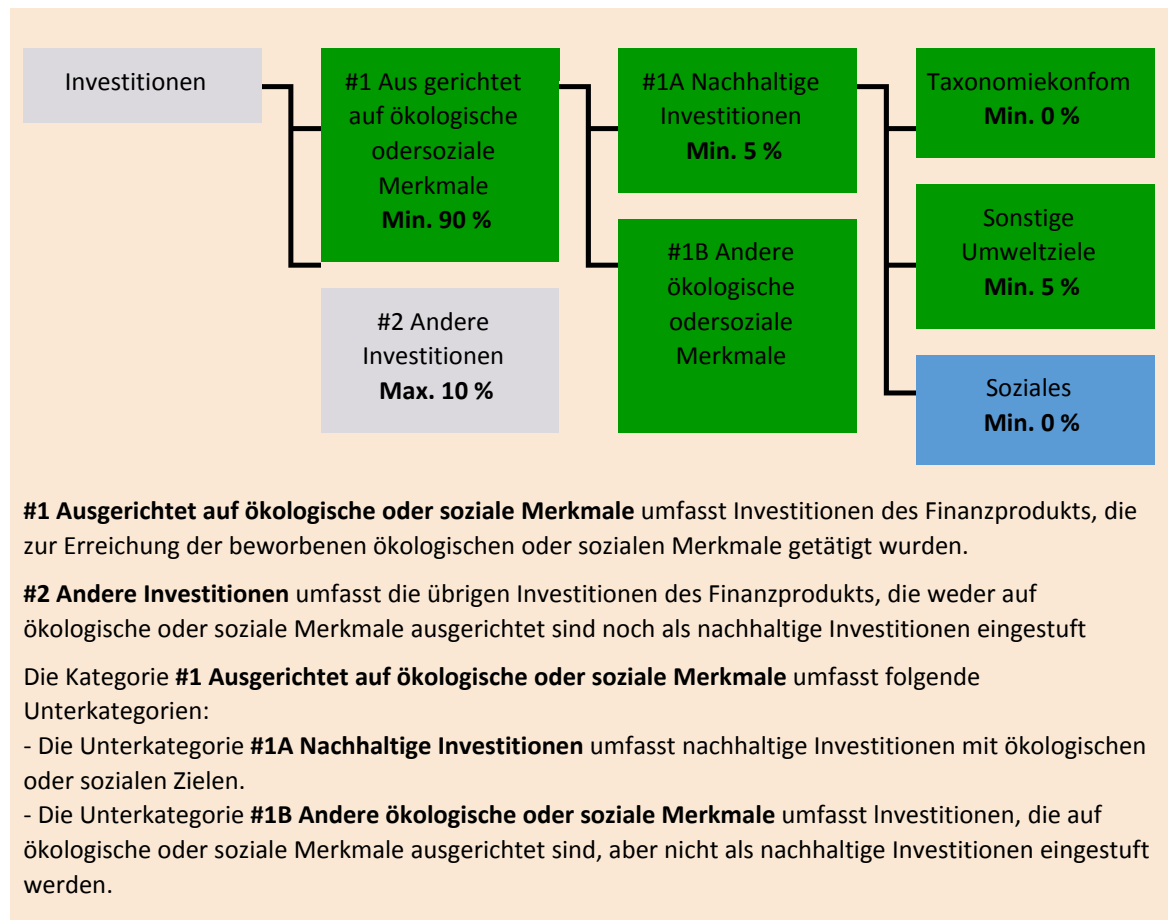 Investitionen
#1 Aus gerichtet
auf ökologische
odersoziale
Merkmale
Min. 90 %
#2 Andere
Investitionen
Max. 10 %
#1A Nachhaltige
Investitionen
Min. 5 %
#1B Andere
ökologische
odersoziale
Merkmale
Taxonomiekonfom
Min. 0 %
Sonstige
Umweltziele
Min. 5 %
Soziales
Min. 0 %
#1 Ausgerichtet auf ökologische oder soziale Merkmale umfasst Investitionen des Finanzprodukts, die
zur Erreichung der beworbenen ökologischen oder sozialen Merkmale getätigt wurden.
#2 Andere Investitionen umfasst die übrigen Investitionen des Finanzprodukts, die weder auf
ökologische oder soziale Merkmale ausgerichtet sind noch als nachhaltige Investitionen eingestuft
Die Kategorie #1 Ausgerichtet auf ökologische oder soziale Merkmale umfasst folgende
Unterkategorien:
- Die Unterkategorie #1A Nachhaltige Investitionen umfasst nachhaltige Investitionen mit ökologischen
oder sozialen Zielen.
- Die Unterkategorie #1B Andere ökologische oder soziale Merkmale umfasst lnvestitionen, die auf
ökologische oder soziale Merkmale ausgerichtet sind, aber nicht als nachhaltige Investitionen eingestuft
werden.